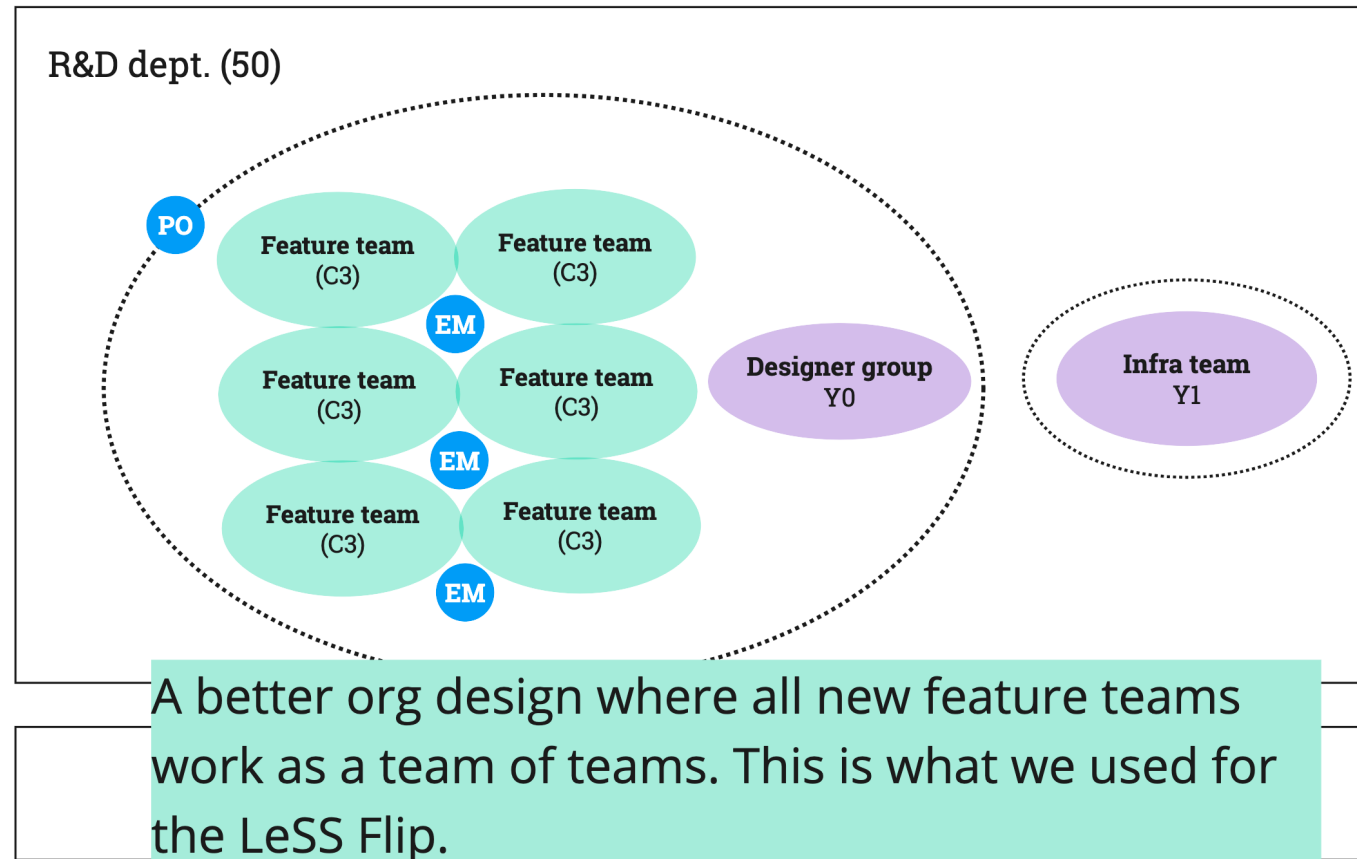 R&D dept. (50)
PO
Feature team
(C3)
Feature team
(C3)
EM
Feature team
(C3)
Feature team
(C3)
Designer group
Y0
Infra team
Y1
EM
Feature team
(C3)
Feature team
(C3)
EM
A better org design where all new feature teams
work as a team of teams. This is what we used for
the LeSS Flip.